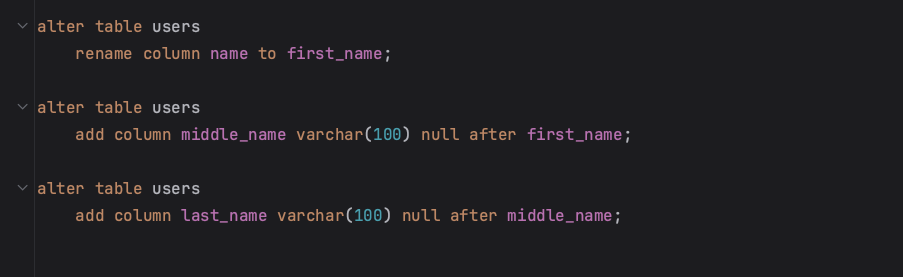 alter table users
rename column name to first_name;
alter table users
add column middle_name varchar(100) null after first_name;
alter table users
add column last_name varchar(100) null after middle_name;